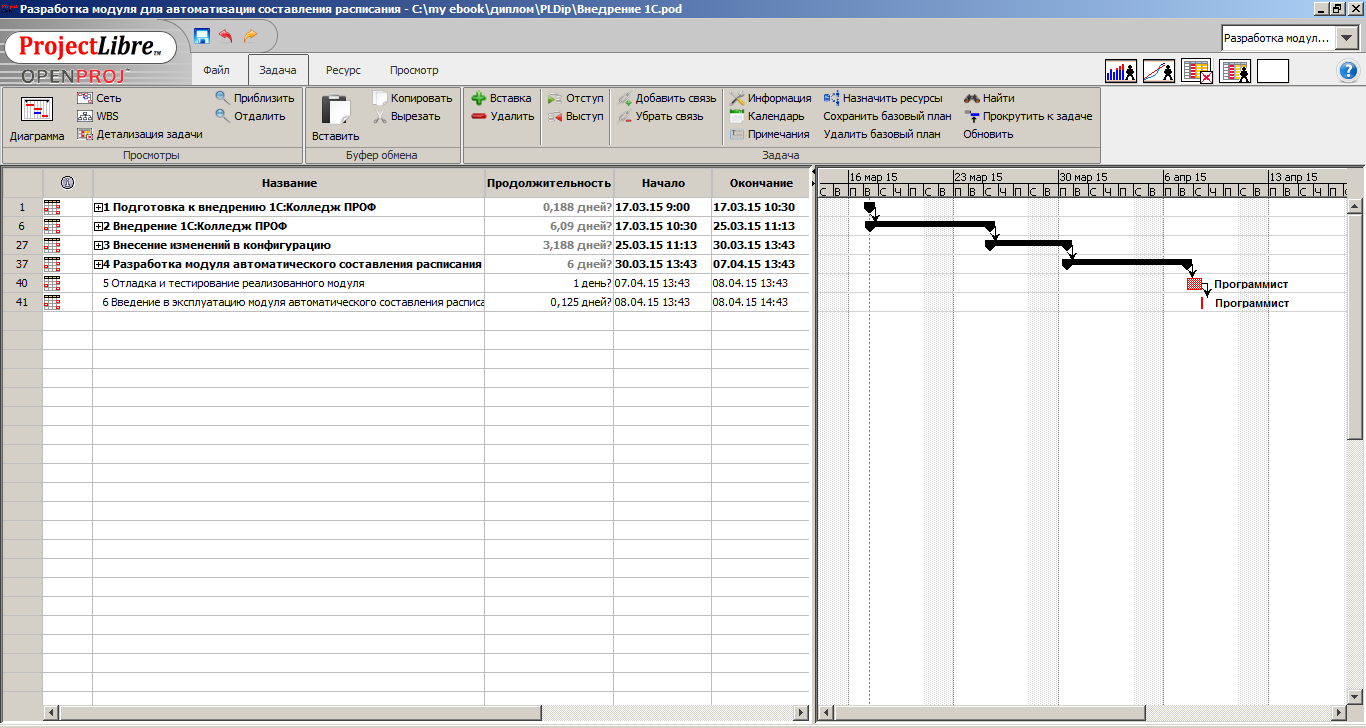 Разработка модуля для автоматизации составления расписания - C:\my ebook\диплом\PLDip\Внедрение 1C.pod
ProjectLibre™
OPENPROJ
Разработка модул...
Файл Задача Ресурс Просмотр
Диаграмма
Сеть
WBS
Детализация задачи
Приблизить
Отдалить
Просмотры
Вставить
Копировать
Вырезать
Буфер обмена
Вставка
Удалить
Отступ
Выступ
Добавить связь
Убрать связь
Информация
Календарь
Примечания
Назначить ресурсы
Сохранить базовый план
Удалить базовый план
Найти
Прокрутить к задаче
Обновить
Задача
Название Продолжительность Начало Окончание
1 1 Подготовка к внедрению 1С:Колледж ПРОФ 0,188 дней? 17.03.15 9:00 17.03.15 10:30
6 2 Внедрение 1С:Колледж ПРОФ 6,09 дней? 17.03.15 10:30 25.03.15 11:13
27 3 Внесение изменений в конфигурацию 3,188 дней? 25.03.15 11:13 30.03.15 13:43
37 4 Разработка модуля автоматического составления расписания 6 дней? 30.03.15 13:43 07.04.15 13:43
40 5 Отладка и тестирование реализованного модуля 1 день? 07.04.15 13:43 08.04.15 13:43
41 6 Введение в эксплуатацию модуля автоматического составления расписа 0,125 дней? 08.04.15 13:43 08.04.15 14:43
16 мар 15 23 мар 15 30 мар 15 6 апр 15 13 апр 15
С В П В С Ч П С В П В С Ч П С В П В С Ч П С В П В С Ч П С В П В С Ч П
Программист
Программист